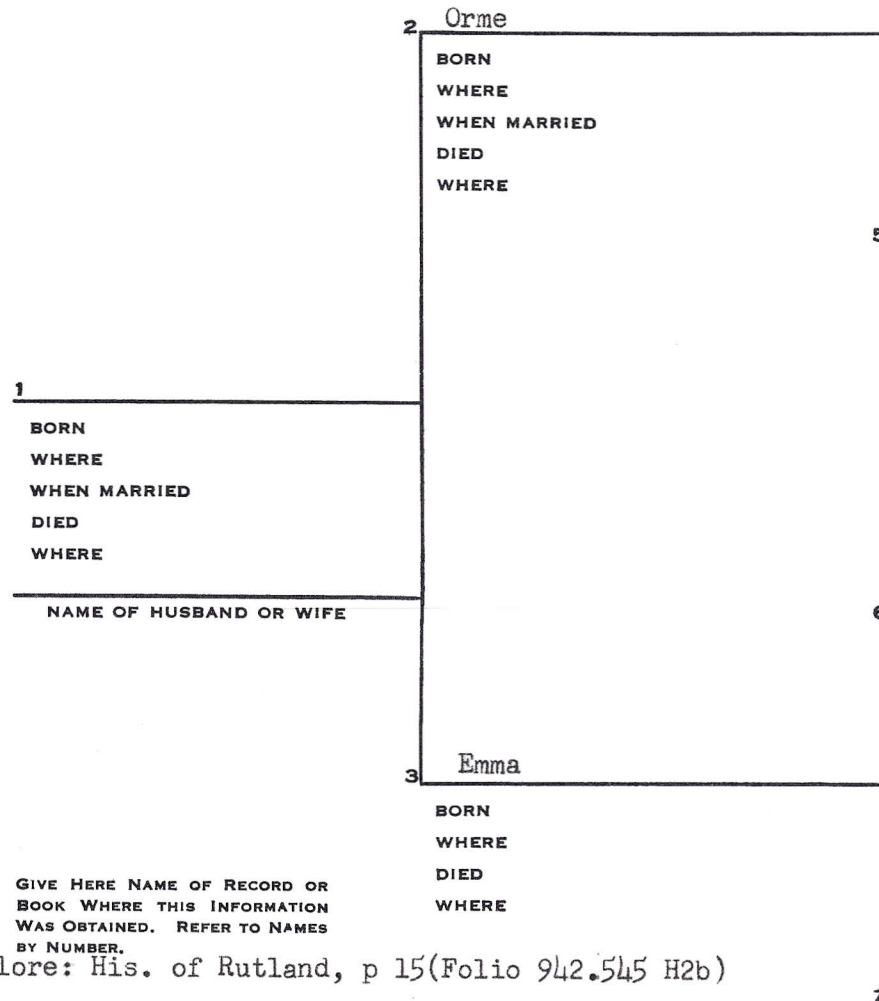 2 Orme
BORN
WHERE
WHEN MARRIED
DIED
WHERE
5
1
BORN
WHERE
WHEN MARRIED
DIED
WHERE
NAME OF HUSBAND OR WIFE
6
3 Emma
BORN
WHERE
DIED
WHERE
GIVE HERE NAME OF RECORD OR
BOOK WHERE THIS INFORMATION
WAS OBTAINED. REFER TO NAMES
BY NUMBER.
lore: His. of Rutland, p 15(Folio 942.545 H2b)